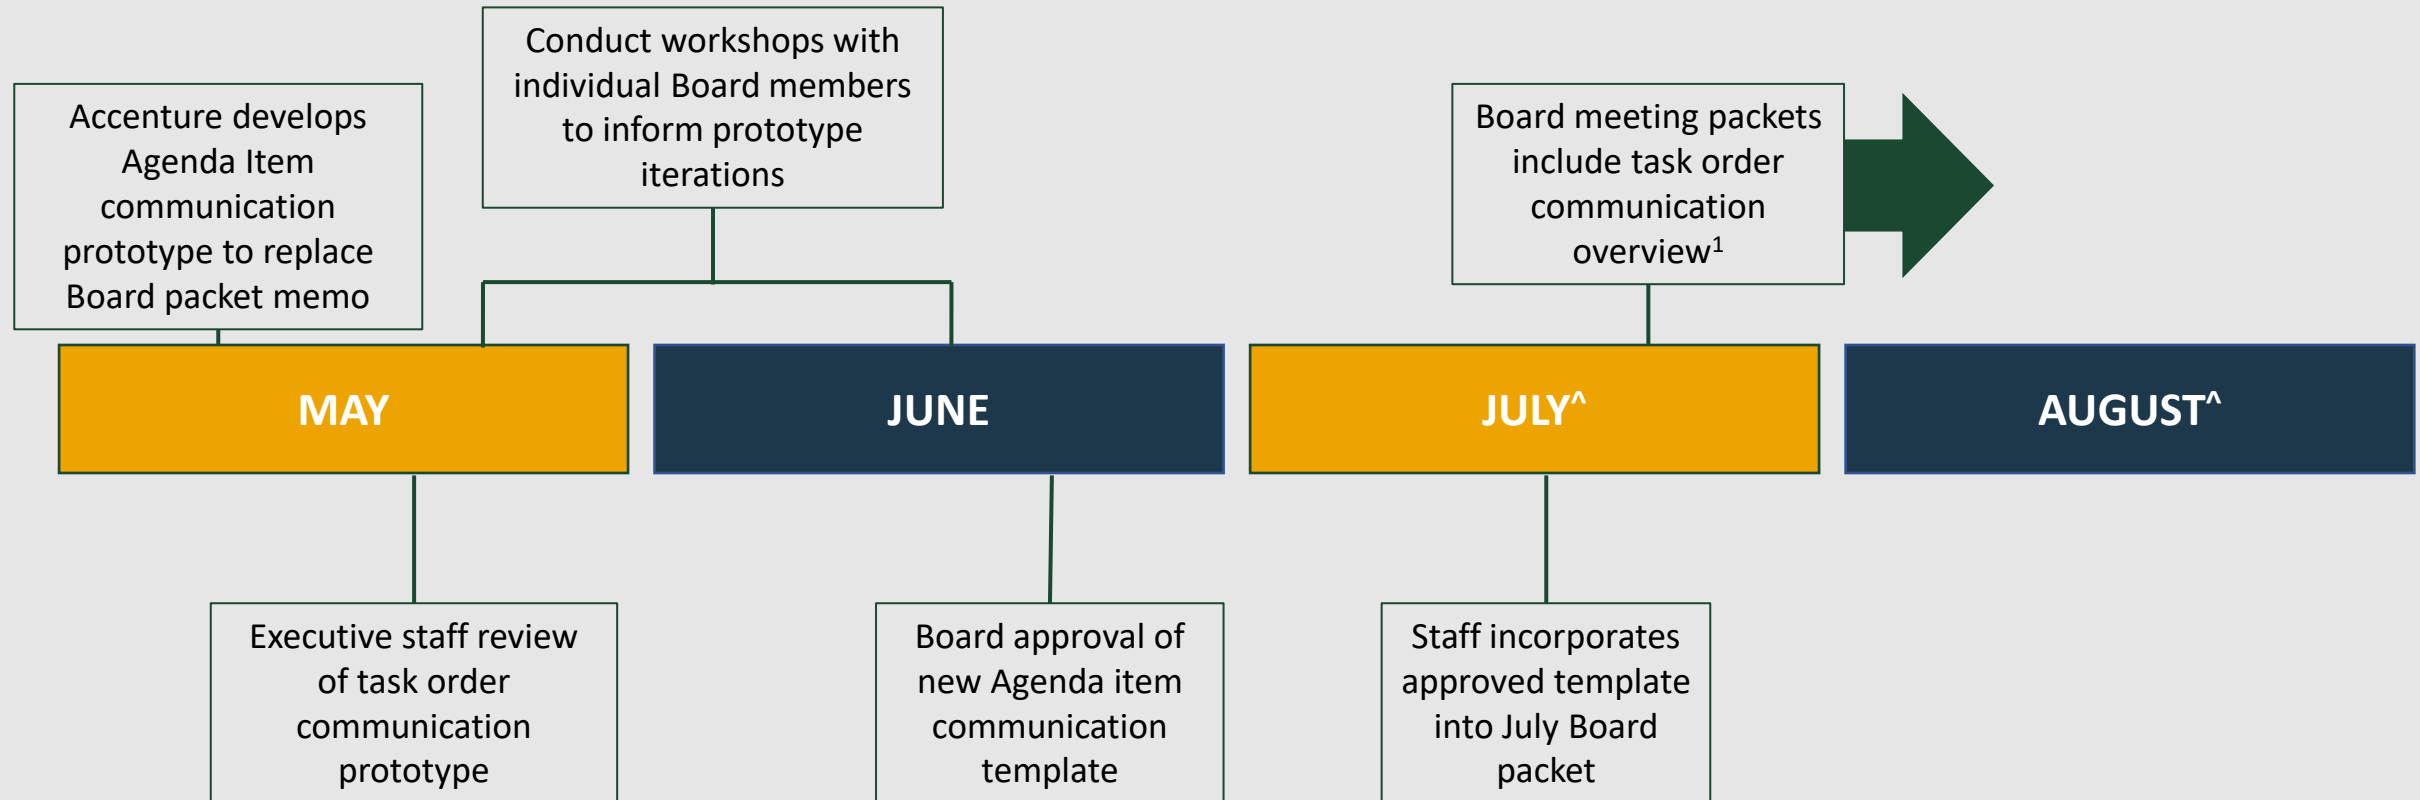 Conduct workshops with
individual Board members
to inform prototype
iterations
Accenture develops
Agenda Item
communication
prototype to replace
Board packet memo
Board meeting packets
include task order
communication
overview¹
MAY
JUNE
JULY^
AUGUST^
Executive staff review
of task order
communication
prototype
Board approval of
new Agenda item
communication
template
Staff incorporates
approved template
into July Board
packet